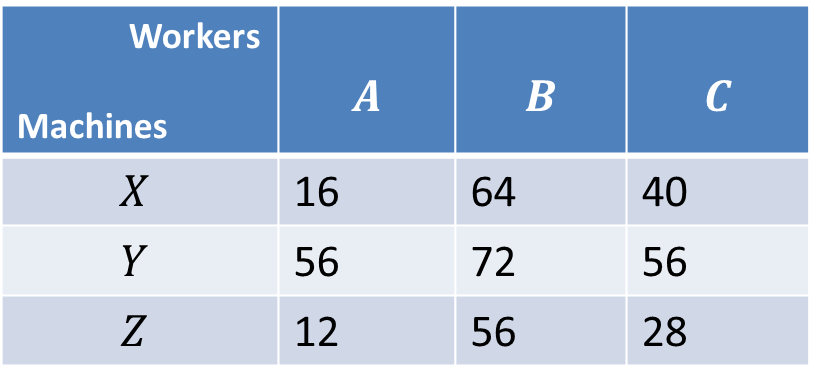 Workers
Machines
A B C
X 16 64 40
Y 56 72 56
Z 12 56 28